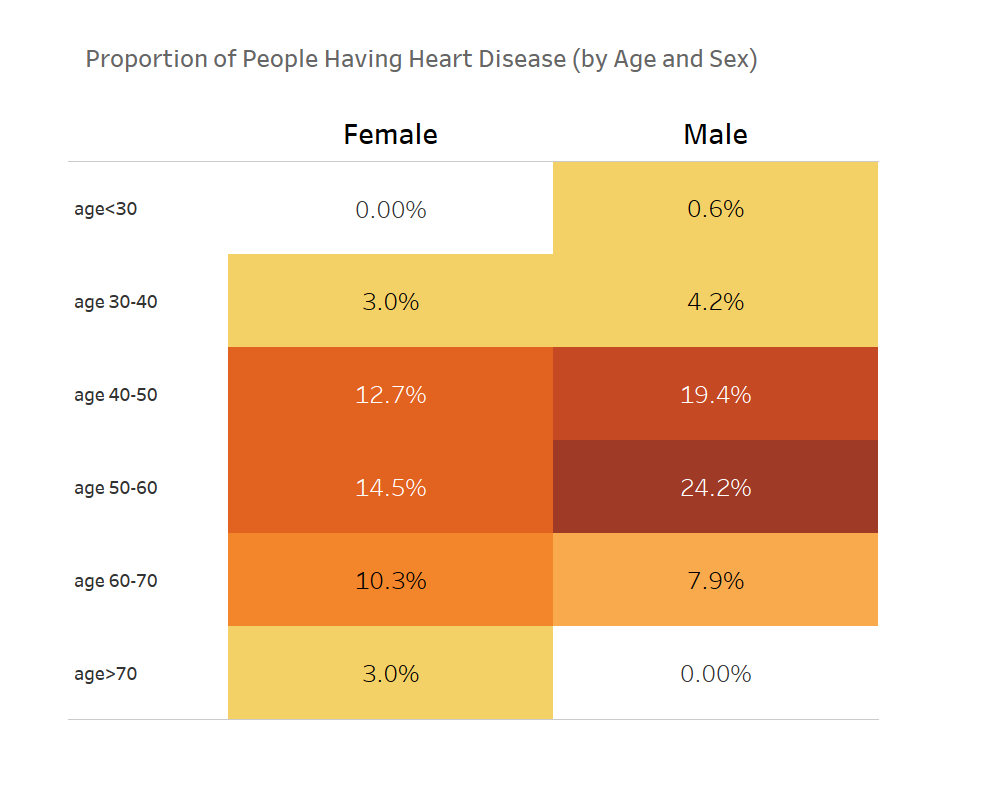 Proportion of People Having Heart Disease (by Age and Sex)
Female Male
age<30 0.00% 0.6%
age 30-40 3.0% 4.2%
age 40-50 12.7% 19.4%
age 50-60 14.5% 24.2%
age 60-70 10.3% 7.9%
age>70 3.0% 0.00%